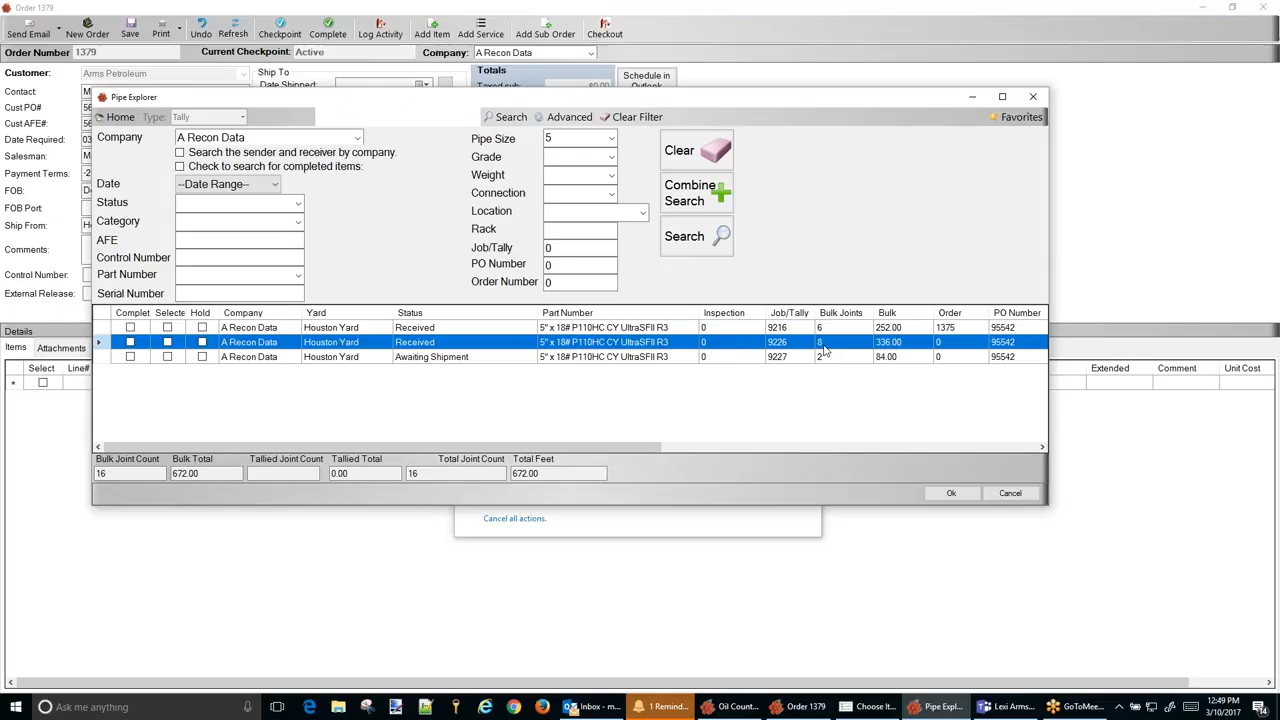 Order 1379
Send Email New Order Save Print Undo Refresh Checkpoint Complete Log Activity Add Item Add Service Add Sub Order Checkout
Order Number 1379 Current Checkpoint: Active Company: A Recon Data
Customer: Arms Petroleum Ship To Totals Schedule in Outlook
Contact: Date Shipped: Taxed sub: $0.00
Cust PO#
Cust AFE#:
Date Required:
Salesman:
Payment Terms:
FOB:
FOB Port
Ship From:
Comments:
Control Number:
External Release:
Pipe Explorer
Home Type: Tally Search Advanced Clear Filter Favorites
Company A Recon Data Pipe Size 5
Search the sender and receiver by company. Grade
Check to search for completed items: Weight
Date --Date Range-- Connection
Status Location
Category Rack
AFE Job/Tally 0
Control Number PO Number 0
Part Number Order Number 0
Serial Number
Clear
Combine Search
Search
Complet Selecte Hold Company Yard Status Part Number Inspection Job/Tally Bulk Joints Bulk Order PO Number
A Recon Data Houston Yard Received 5" x 18# P110HC CY UltraSFII R3 0 9216 6 252.00 1375 95542
A Recon Data Houston Yard Received 5" x 18# P110HC CY UltraSFII R3 0 9226 8 336.00 0 95542
A Recon Data Houston Yard Awaiting Shipment 5" x 18# P110HC CY UltraSFII R3 0 9227 2 84.00 0 95542
Bulk Joint Count Bulk Total Tallied Joint Count Tallied Total Total Joint Count Total Feet
16 672.00 0.00 16 672.00
Ok Cancel
Details
Items Attachments
Select Line# Extended Comment Unit Cost
Cancel all actions.
Ask me anything
Inbox - m... 1 Remind... Oil Count... Order 1379 Choose It... Pipe Expl... Lexi Arms... GoToMee...
12:49 PM
3/10/2017